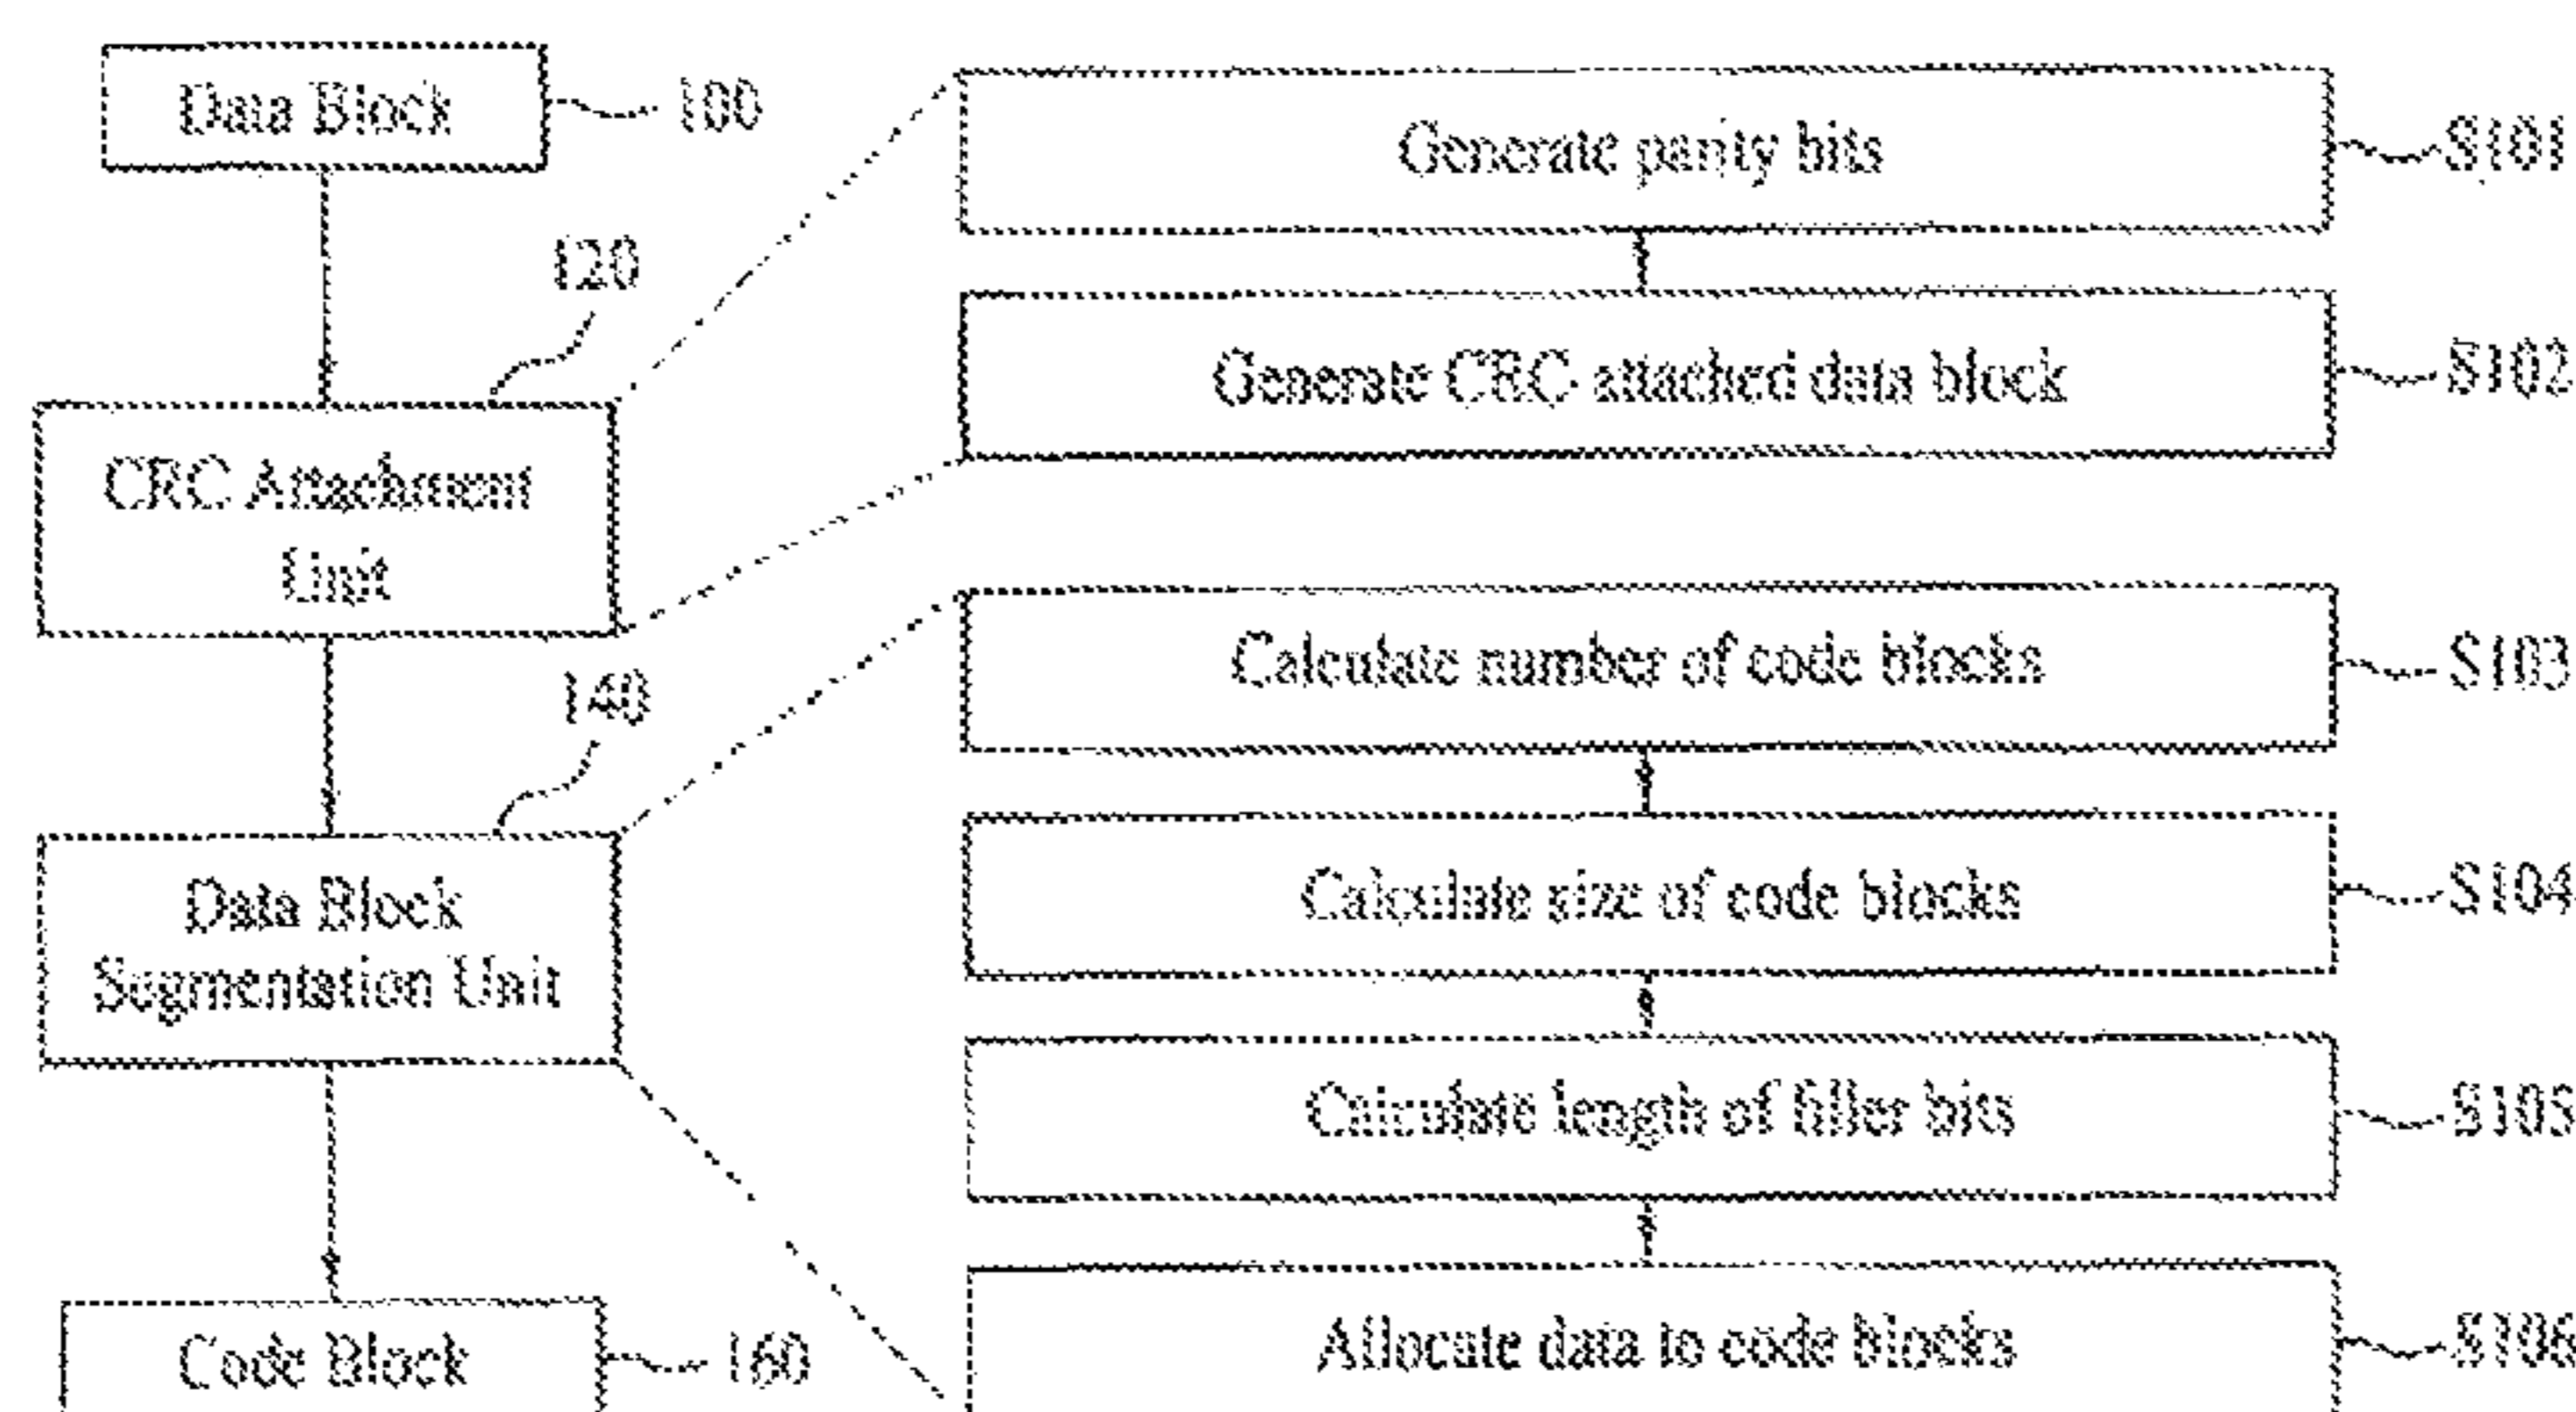 Data Block
100
120
CRC Attachment
Unit
140
Data Block
Segmentation Unit
Code Block
160
Generate parity bits
S101
Generate CRC attached data block
S102
Calculate number of code blocks
S103
Calculate size of code blocks
S104
Calculate length of filler bits
S105
Allocate data to code blocks
S106